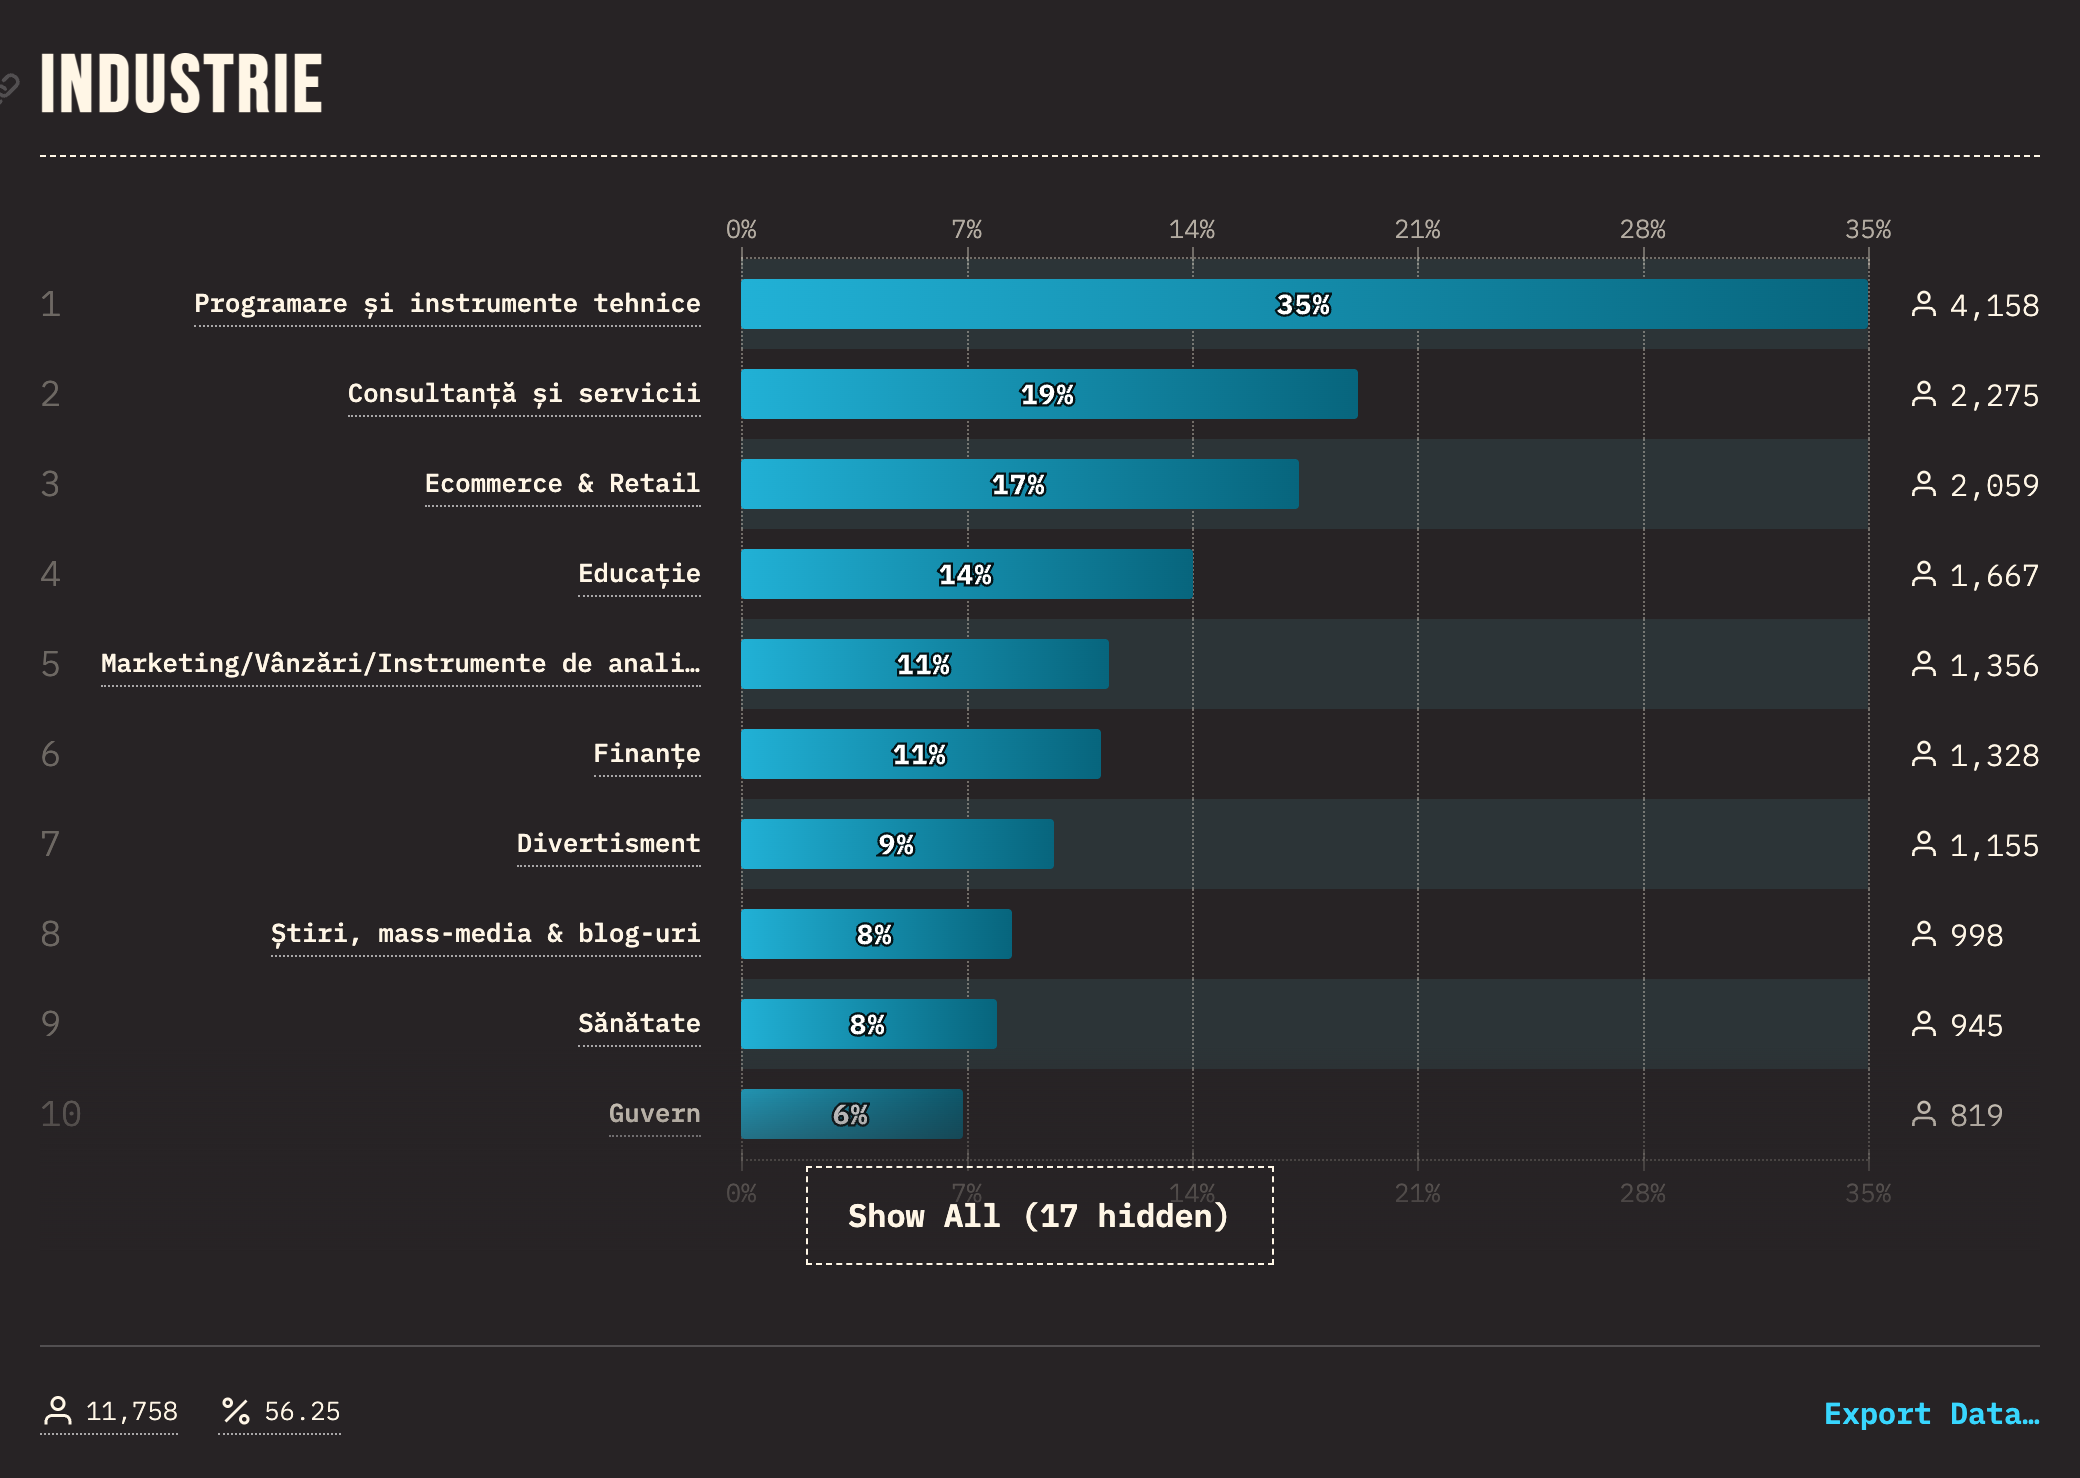 INDUSTRIE
0% 7% 14% 21% 28% 35%
1 Programare și instrumente tehnice 35% 4,158
2 Consultanță și servicii 19% 2,275
3 Ecommerce & Retail 17% 2,059
4 Educație 14% 1,667
5 Marketing/Vânzări/Instrumente de anali… 11% 1,356
6 Finanțe 11% 1,328
7 Divertisment 9% 1,155
8 Știri, mass-media & blog-uri 8% 998
9 Sănătate 8% 945
10 Guvern 6% 819
0% 7% 14% 21% 28% 35%
Show All (17 hidden)
11,758 % 56.25 Export Data…